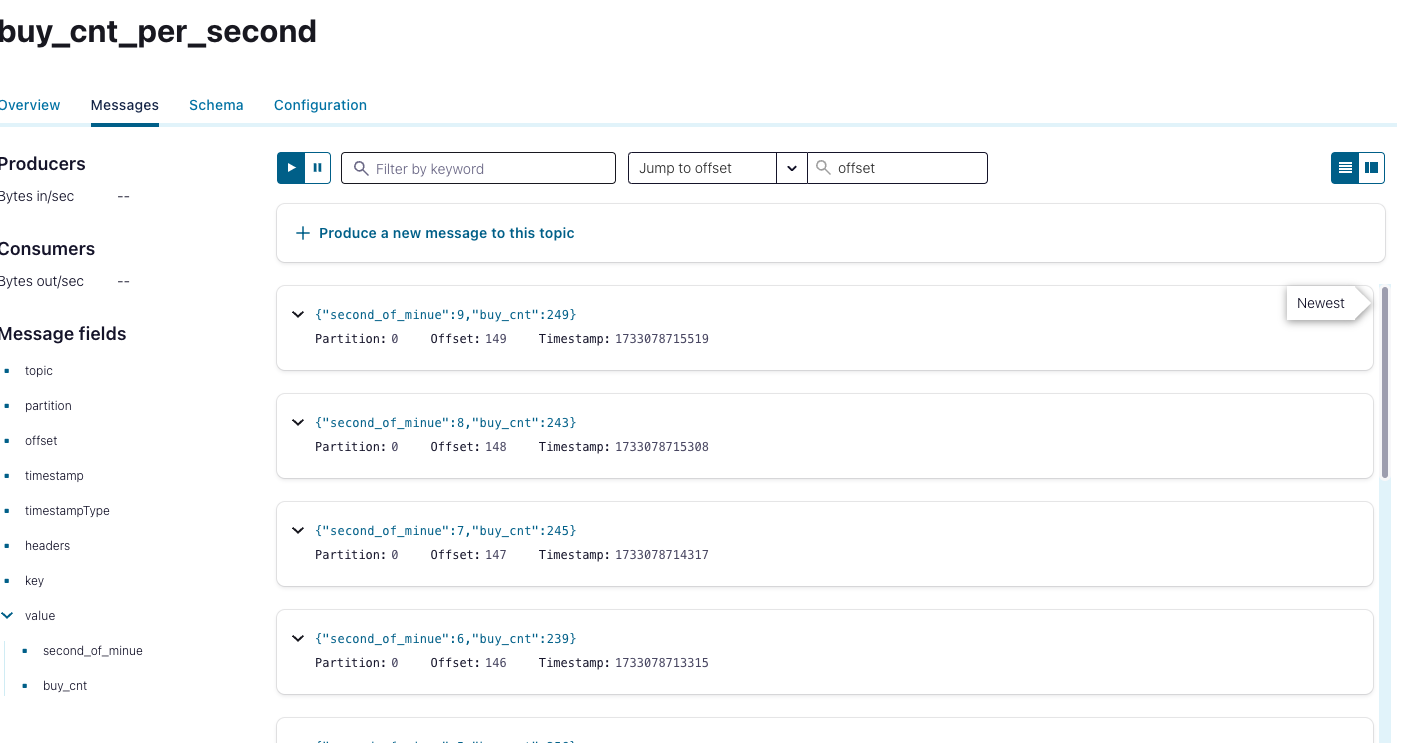 buy_cnt_per_second
Overview Messages Schema Configuration
Producers
Bytes in/sec --
Consumers
Bytes out/sec --
Message fields
topic
partition
offset
timestamp
timestampType
headers
key
value
second_of_minue
buy_cnt
Filter by keyword Jump to offset offset
Produce a new message to this topic
Newest
{"second_of_minue":9,"buy_cnt":249}
Partition: 0 Offset: 149 Timestamp: 1733078715519
{"second_of_minue":8,"buy_cnt":243}
Partition: 0 Offset: 148 Timestamp: 1733078715308
{"second_of_minue":7,"buy_cnt":245}
Partition: 0 Offset: 147 Timestamp: 1733078714317
{"second_of_minue":6,"buy_cnt":239}
Partition: 0 Offset: 146 Timestamp: 1733078713315